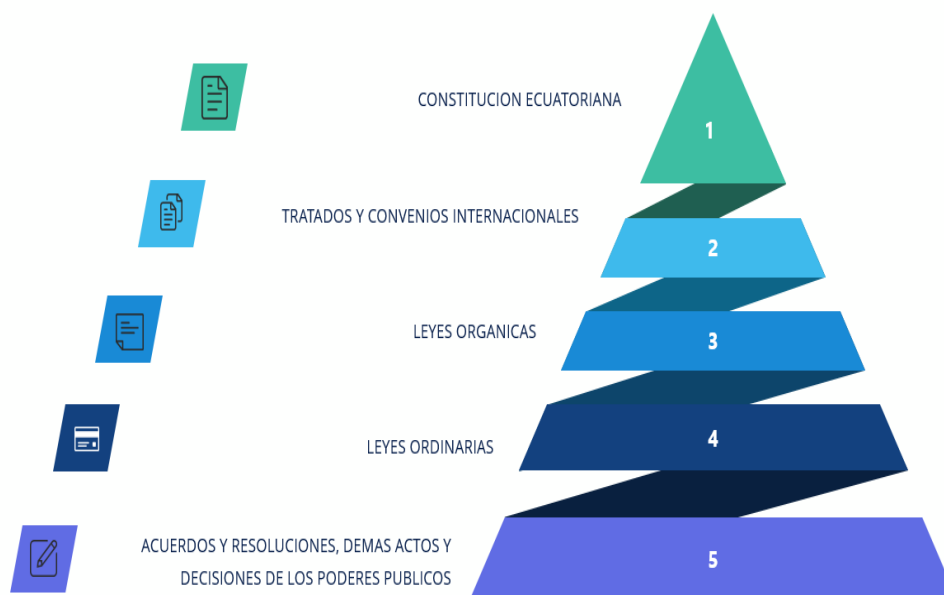 CONSTITUCION ECUATORIANA
1
TRATADOS Y CONVENIOS INTERNACIONALES
2
LEYES ORGANICAS
3
LEYES ORDINARIAS
4
ACUERDOS Y RESOLUCIONES, DEMAS ACTOS Y
DECISIONES DE LOS PODERES PUBLICOS
5